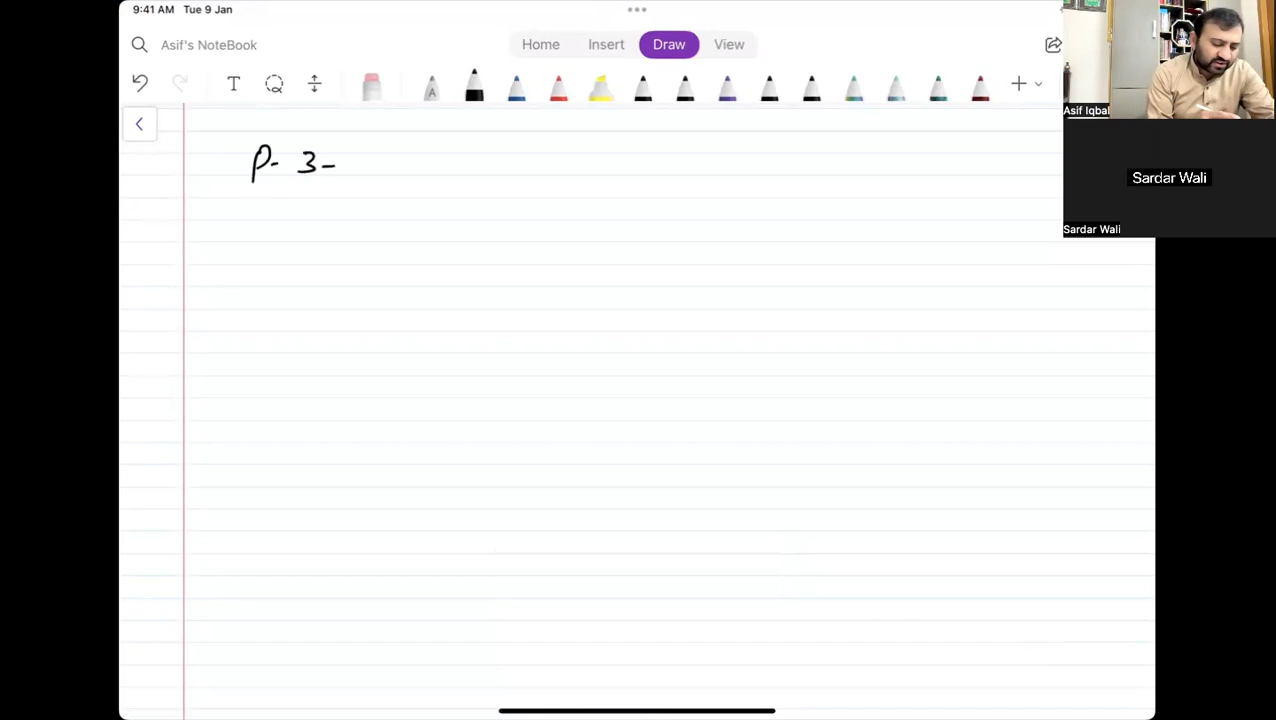 9:41 AM Tue 9 Jan
Asif's NoteBook
Home Insert Draw View
T
A
P- 3-
Asif Iqbal
Sardar Wali
Sardar Wali